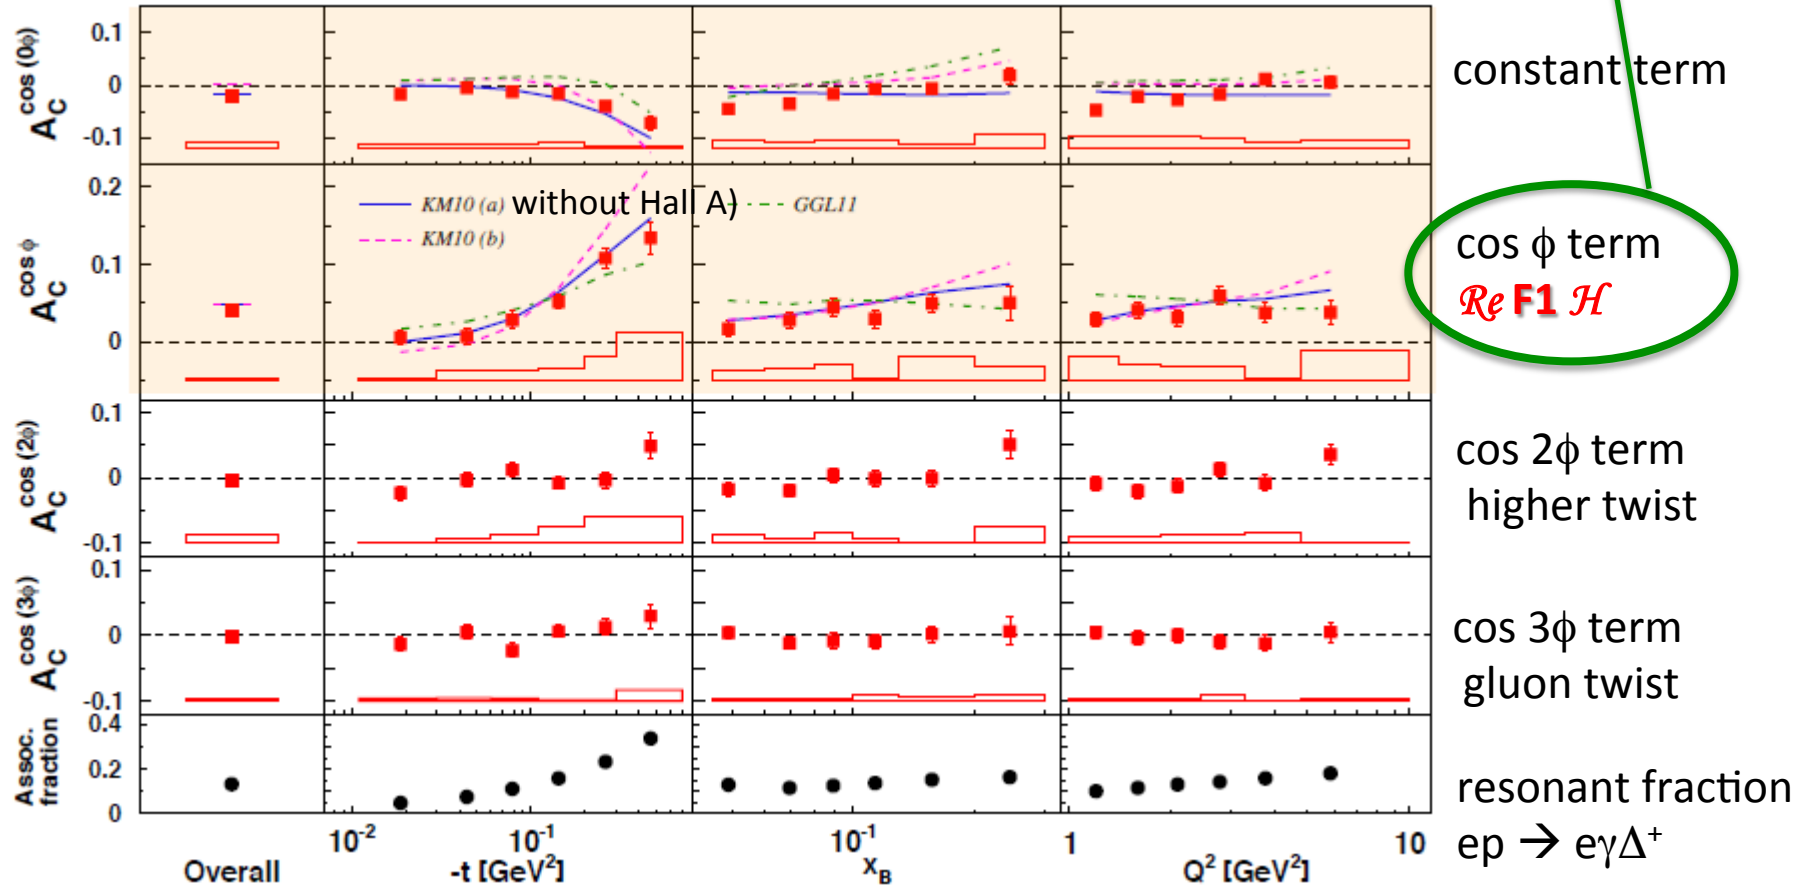 0.1
0
-0.1
A_C^cos (0ϕ)
constant term
0.2
0.1
0
A_C^cos ϕ
KM10 (a) without Hall A)
GGL11
KM10 (b)
cos ϕ term
Re F1 H
0.1
0
-0.1
A_C^cos (2ϕ)
cos 2ϕ term
higher twist
0.1
0
-0.1
A_C^cos (3ϕ)
cos 3ϕ term
gluon twist
0.4
0.2
0
Assoc.
fraction
resonant fraction
ep → eγΔ⁺
10⁻² 10⁻¹ 10⁻¹ 1 10
Overall -t [GeV²] x_B Q² [GeV²]